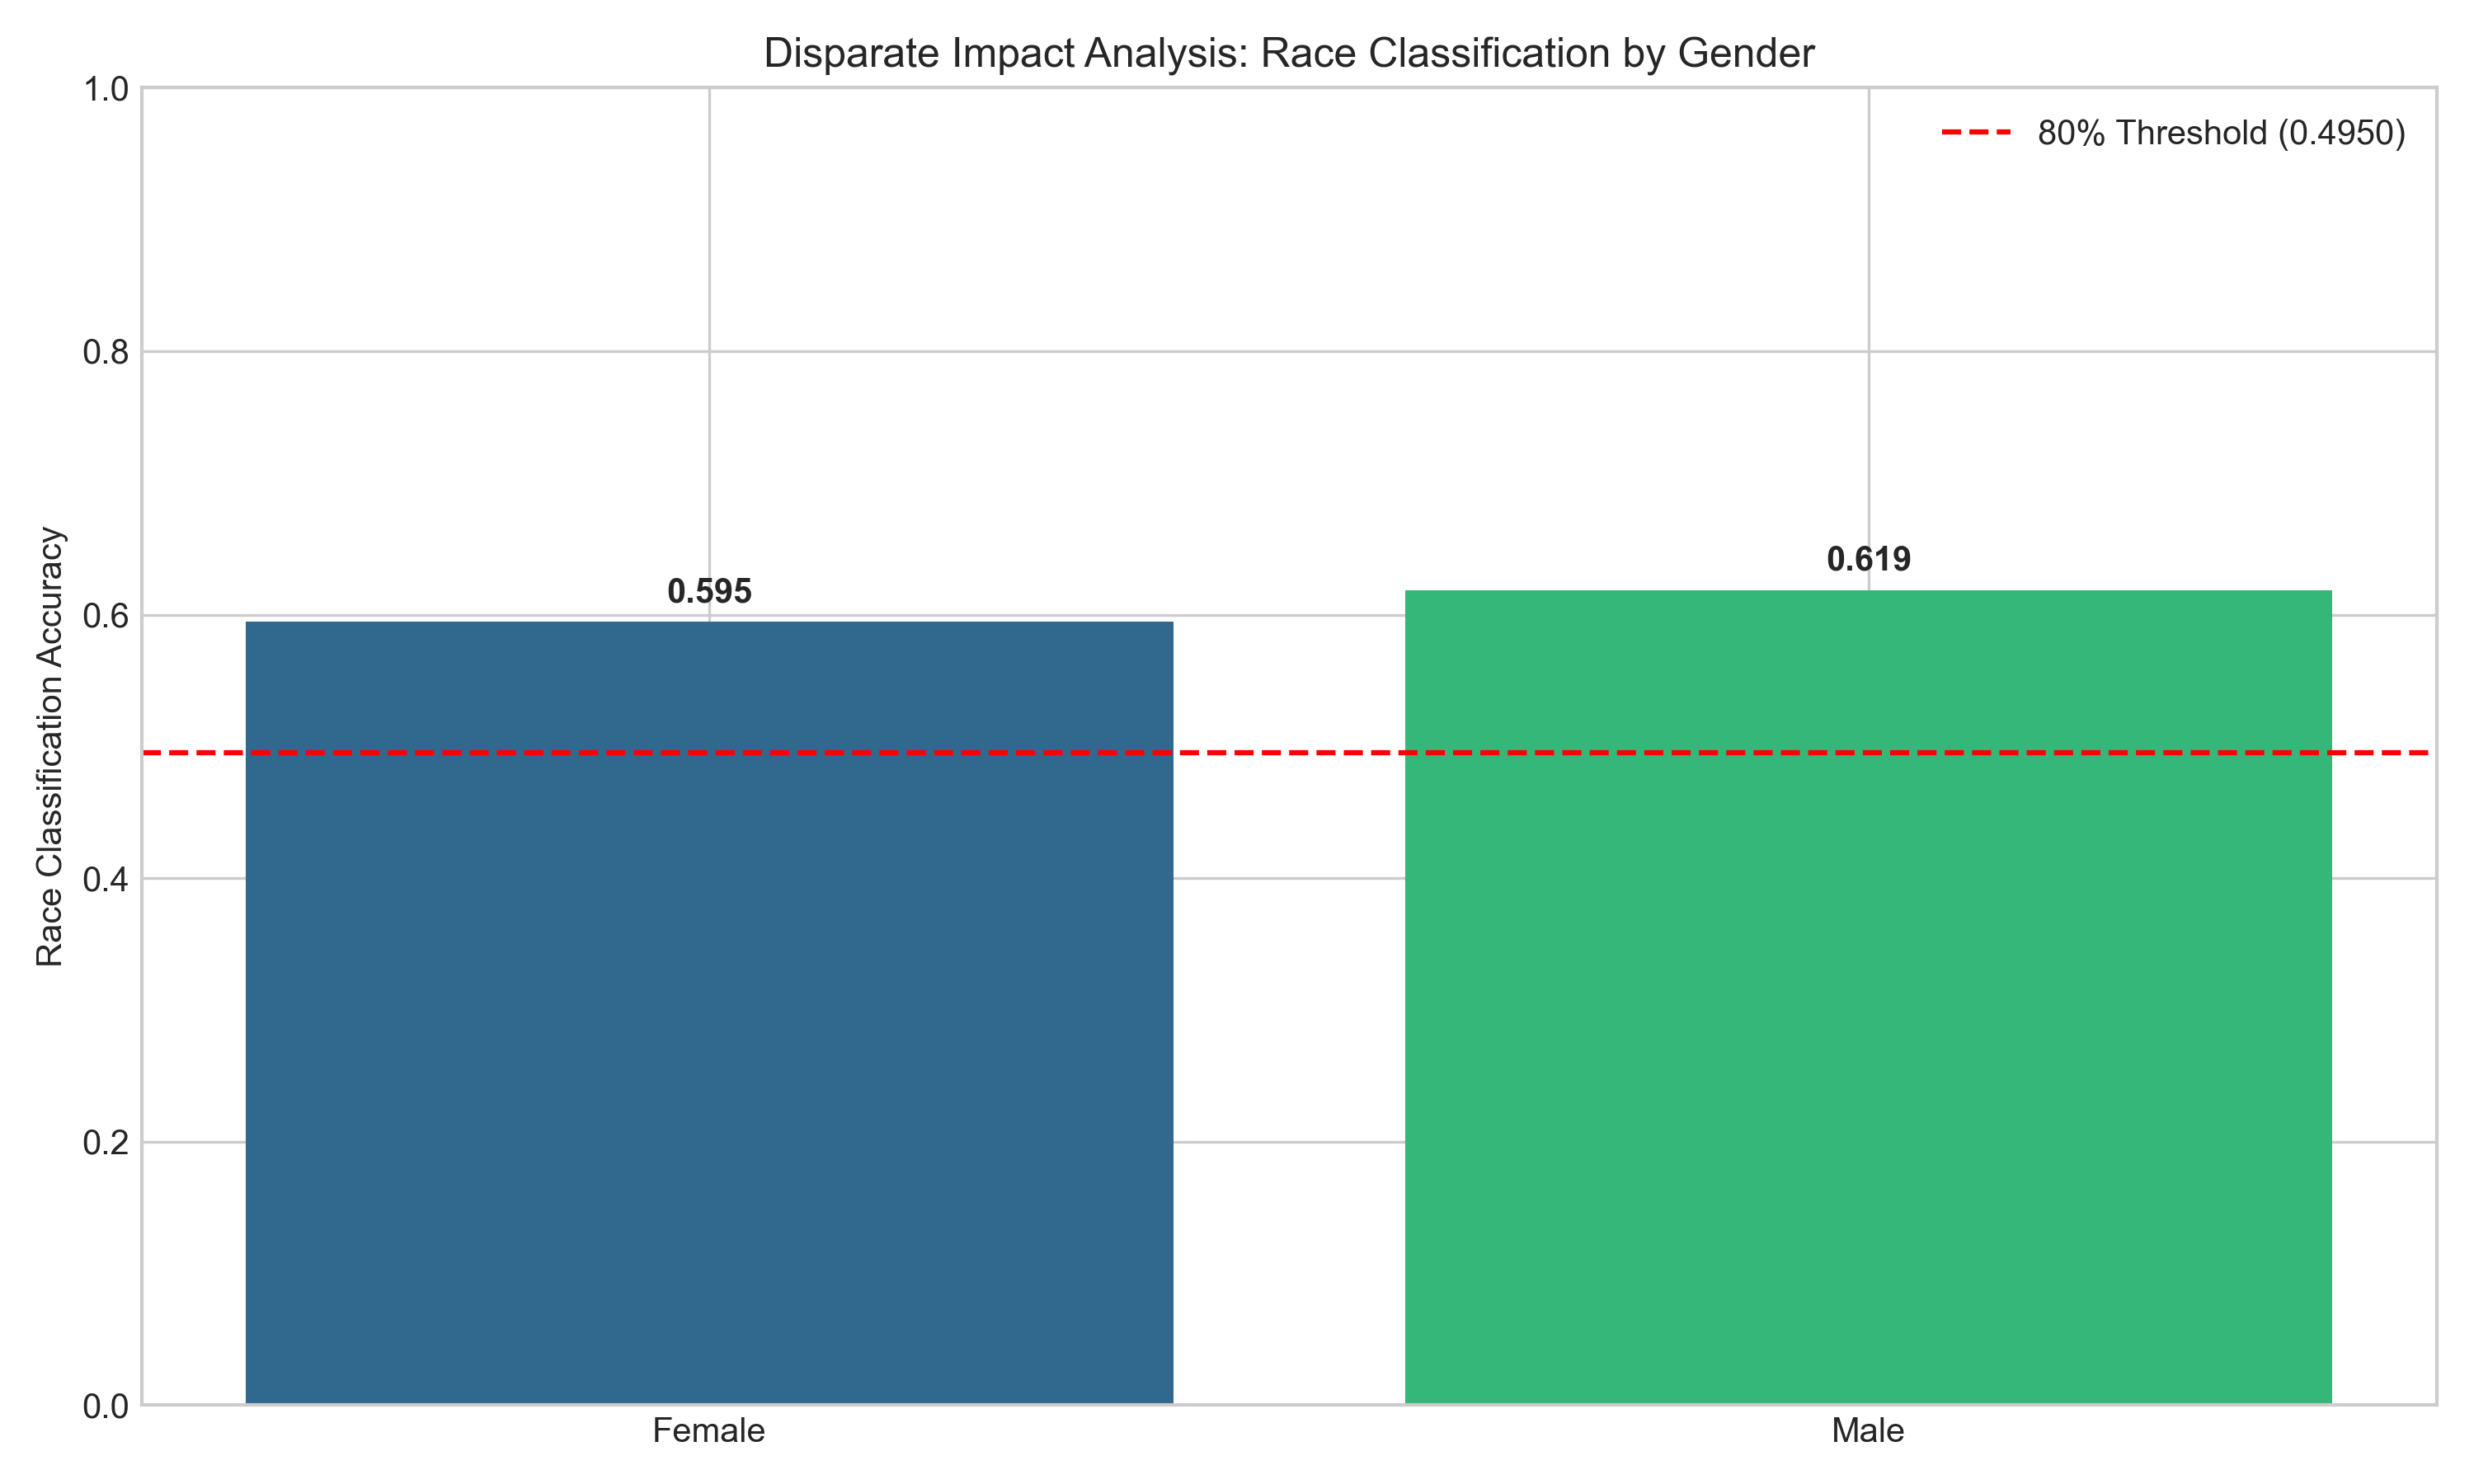 Disparate Impact Analysis: Race Classification by Gender
1.0
80% Threshold (0.4950)
0.8
0.619
0.595
0.6
Race Classification Accuracy
0.4
0.2
0.0
Female
Male